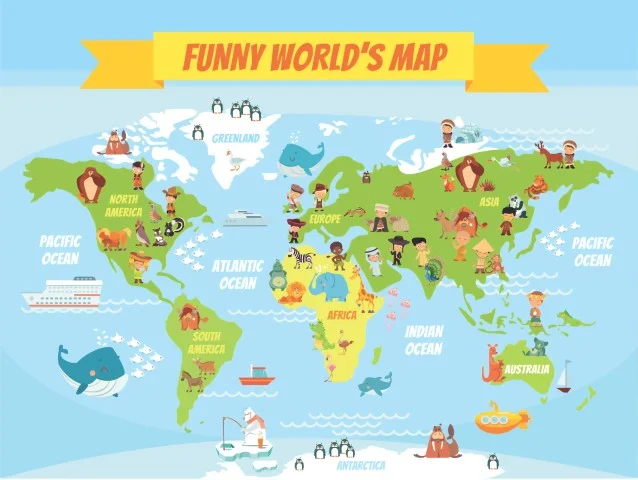 FUNNY WORLD'S MAP
GREENLAND
NORTH
AMERICA
EUROPE
ASIA
PACIFIC
OCEAN
ATLANTIC
OCEAN
PACIFIC
OCEAN
AFRICA
INDIAN
OCEAN
SOUTH
AMERICA
AUSTRALIA
ANTARCTICA